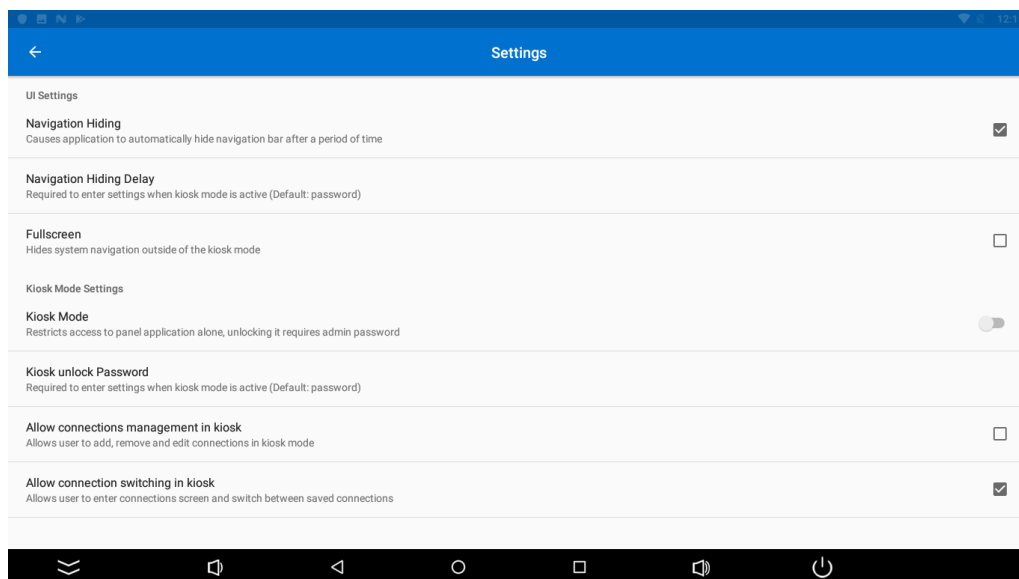 12:1
Settings
UI Settings
Navigation Hiding
Causes application to automatically hide navigation bar after a period of time
Navigation Hiding Delay
Required to enter settings when kiosk mode is active (Default: password)
Fullscreen
Hides system navigation outside of the kiosk mode
Kiosk Mode Settings
Kiosk Mode
Restricts access to panel application alone, unlocking it requires admin password
Kiosk unlock Password
Required to enter settings when kiosk mode is active (Default: password)
Allow connections management in kiosk
Allows user to add, remove and edit connections in kiosk mode
Allow connection switching in kiosk
Allows user to enter connections screen and switch between saved connections